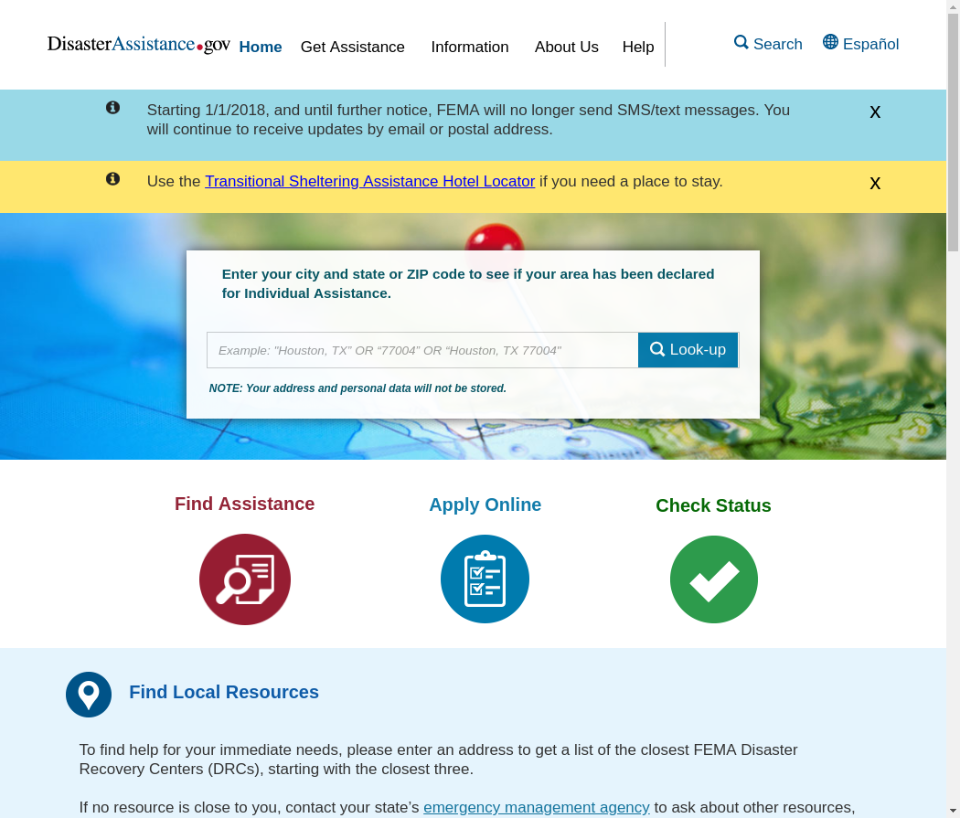 DisasterAssistance.gov Home Get Assistance Information About Us Help Search Español
Starting 1/1/2018, and until further notice, FEMA will no longer send SMS/text messages. You
will continue to receive updates by email or postal address.
X
Use the Transitional Sheltering Assistance Hotel Locator if you need a place to stay.
X
Enter your city and state or ZIP code to see if your area has been declared
for Individual Assistance.
Example: "Houston, TX" OR “77004” OR “Houston, TX 77004”
Look-up
NOTE: Your address and personal data will not be stored.
Find Assistance Apply Online Check Status
Find Local Resources
To find help for your immediate needs, please enter an address to get a list of the closest FEMA Disaster
Recovery Centers (DRCs), starting with the closest three.
If no resource is close to you, contact your state’s emergency management agency to ask about other resources,